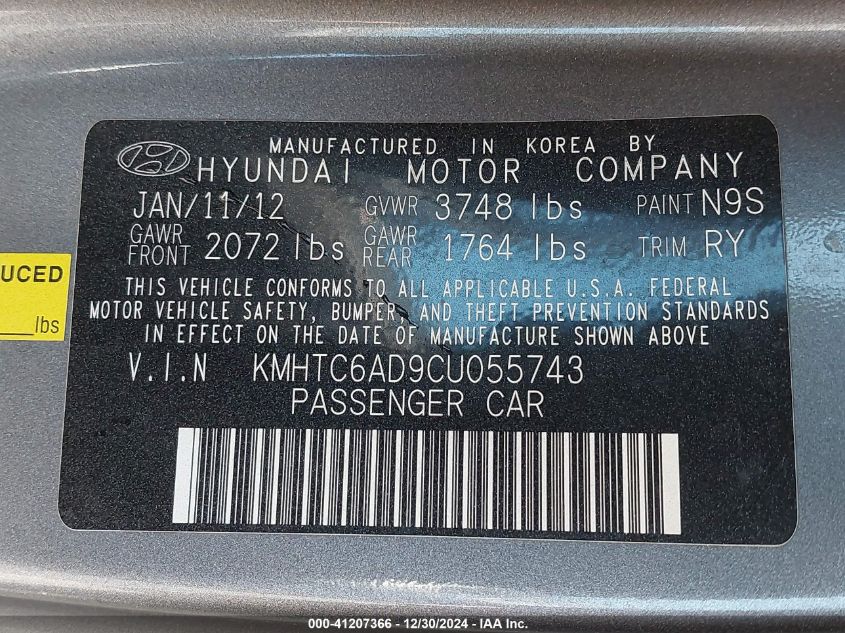 MANUFACTURED IN KOREA BY
HYUNDAI MOTOR COMPANY
JAN/11/12 GVWR 3748 lbs PAINT N9S
GAWR FRONT 2072 lbs GAWR REAR 1764 lbs TRIM RY
THIS VEHICLE CONFORMS TO ALL APPLICABLE U.S.A. FEDERAL
MOTOR VEHICLE SAFETY, BUMPER, AND THEFT PREVENTION STANDARDS
IN EFFECT ON THE DATE OF MANUFACTURE SHOWN ABOVE
V.I.N KMHTC6AD9CU055743
PASSENGER CAR
UCED
lbs
000-41207366 - 12/30/2024 - IAA Inc.